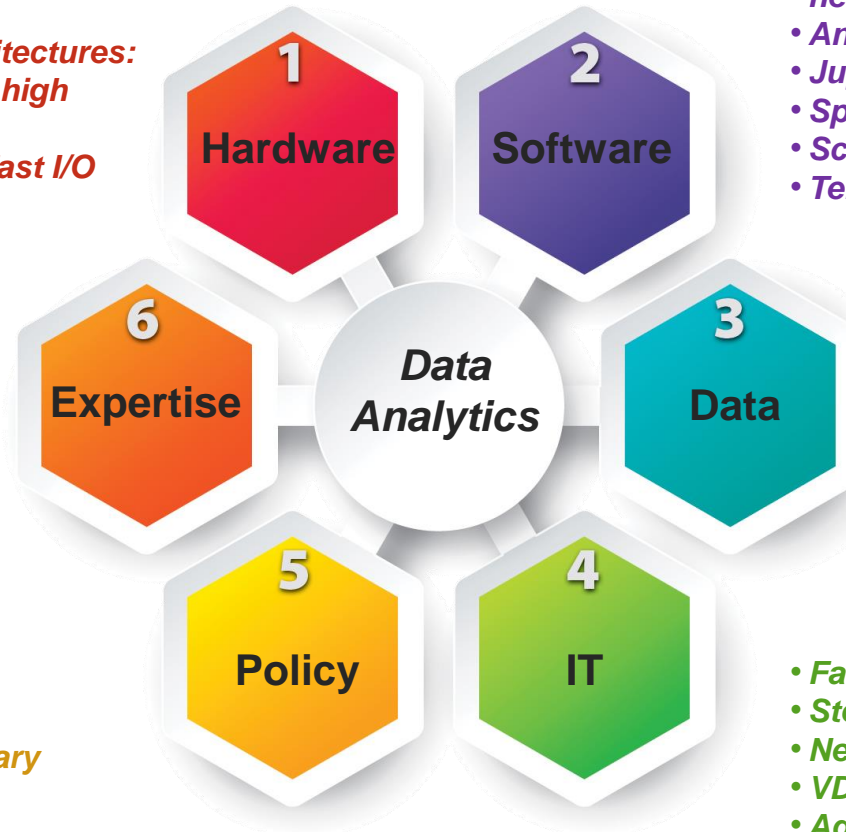 itectures:
high
ast I/O
1
Hardware
2
Software
• An
• Ju
• Sp
• Sc
• Te
6
Expertise
Data
Analytics
3
Data
5
Policy
4
IT
ary
• Fa
• Sto
• Ne
• VD